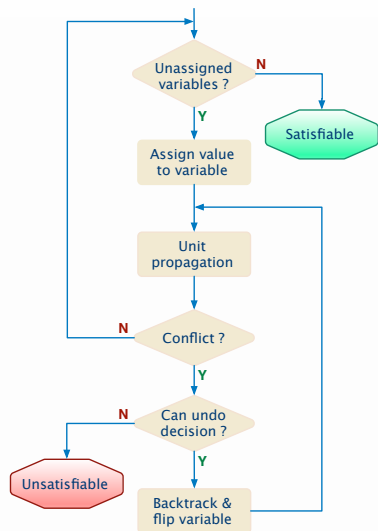 Unassigned
variables ?
N
Y
Satisfiable
Assign value
to variable
Unit
propagation
N
Conflict ?
Y
N
Can undo
decision ?
Unsatisfiable
Y
Backtrack &
flip variable